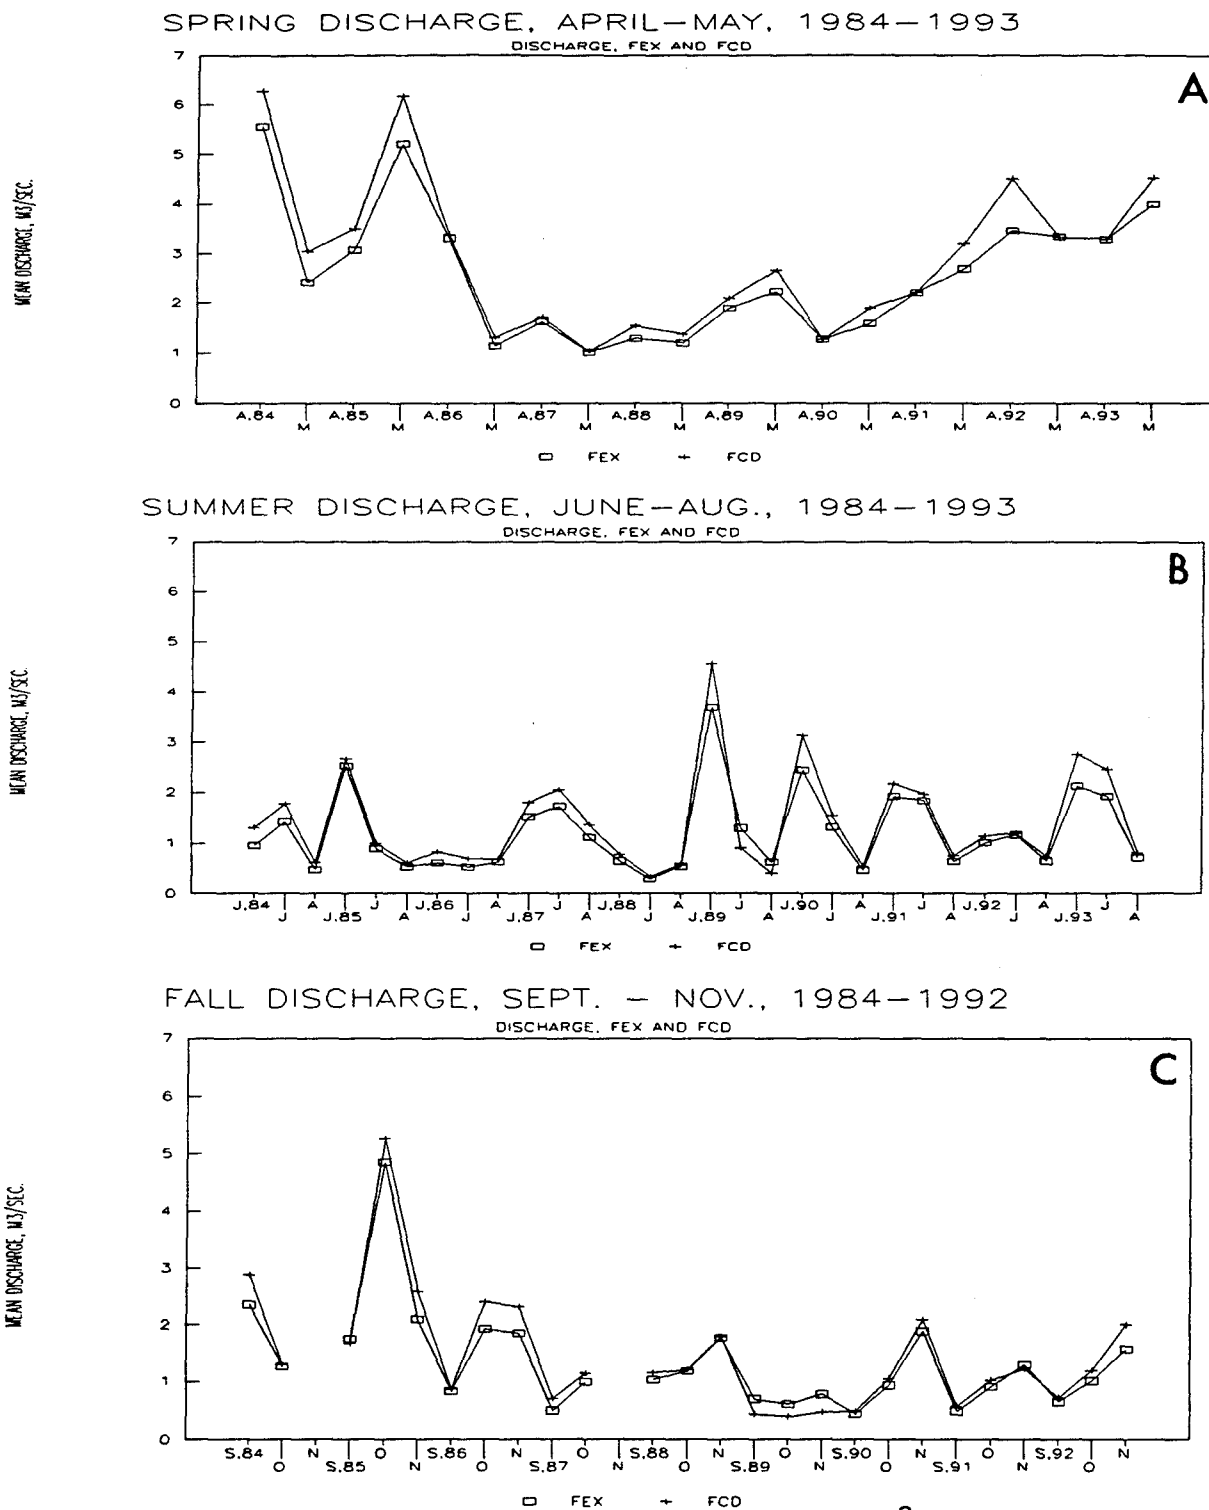 SPRING DISCHARGE, APRIL—MAY, 1984—1993
DISCHARGE, FEX AND FCD
A
MEAN DISCHARGE, M3/SEC.
7
6
5
4
3
2
1
0
A.84 M A.85 M A.86 M A.87 M A.88 M A.89 M A.90 M A.91 M A.92 M A.93 M
FEX FCD
SUMMER DISCHARGE, JUNE—AUG., 1984—1993
DISCHARGE, FEX AND FCD
B
MEAN DISCHARGE, M3/SEC.
7
6
5
4
3
2
1
0
J.84 J A J.85 J A J.86 J A J.87 J A J.88 J A J.89 J A J.90 J A J.91 J A J.92 J A J.93 J A
FEX FCD
FALL DISCHARGE, SEPT. — NOV., 1984—1992
DISCHARGE, FEX AND FCD
C
MEAN DISCHARGE, M3/SEC.
7
6
5
4
3
2
1
0
S.84 O N S.85 O N S.86 O N S.87 O N S.88 O N S.89 O N S.90 O N S.91 O N S.92 O N
FEX FCD